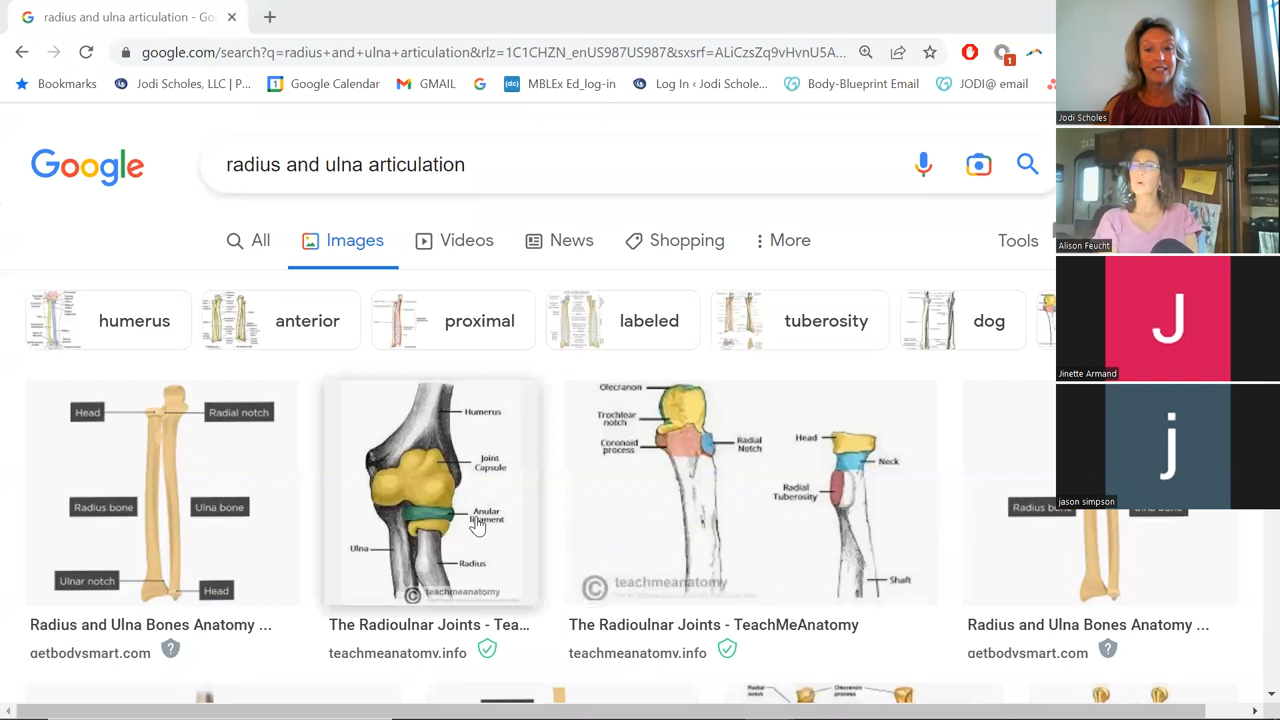 radius and ulna articulation - Go
google.com/search?q=radius+and+ulna+articulation&rlz=1C1CHZN_enUS987US987&sxsrf=ALiCzsZq9vHvnU5A...
1
Bookmarks
Jodi Scholes, LLC | P...
Google Calendar
GMAIL
MBLEx Ed_log-in
Log In ‹ Jodi Schole...
Body-Blueprint Email
JODI@ email
Google
radius and ulna articulation
All
Images
Videos
News
Shopping
More
Tools
humerus
anterior
proximal
labeled
tuberosity
dog
Head
Radial notch
Radius bone
Ulna bone
Ulnar notch
Head
Humerus
Joint
Capsule
Anular
Ulna
Radius
© teachmeanatomy
Olecranon
Trochlear
notch
Coronoid
process
Radial
Notch
Head
Neck
Radial
Tuberosity
Shaft
© teachmeanatomy
Radius and Ulna Bones Anatomy ...
getbodysmart.com
The Radioulnar Joints - Tea...
teachmeanatomy.info
The Radioulnar Joints - TeachMeAnatomy
teachmeanatomy.info
Radius and Ulna Bones Anatomy ...
getbodysmart.com
Radial
notch
Olecranon
process
Jodi Scholes
Alison Feucht
J
Jinette Armand
j
jason simpson